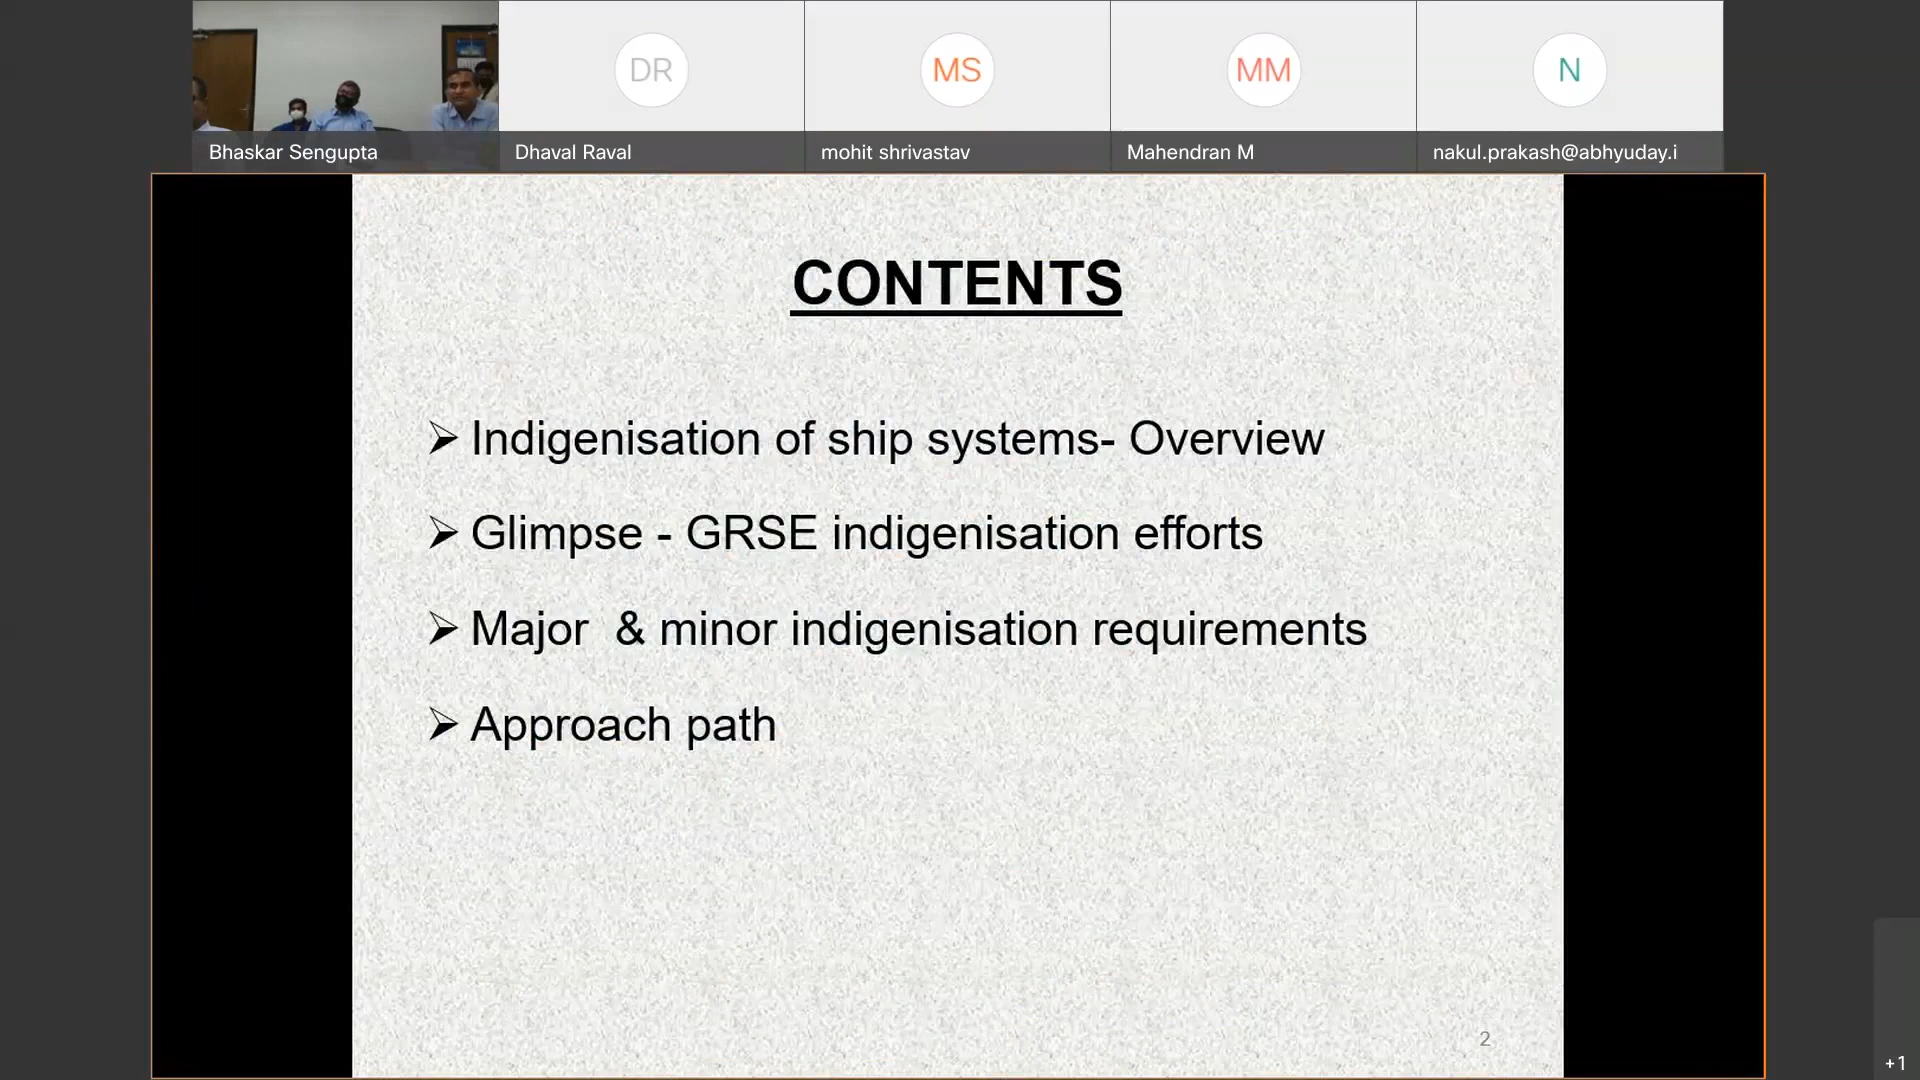 DR
MS
MM
N
Bhaskar Sengupta
Dhaval Raval
mohit shrivastav
Mahendran M
nakul.prakash@abhyuday.i
CONTENTS
➢ Indigenisation of ship systems- Overview
➢ Glimpse - GRSE indigenisation efforts
➢ Major & minor indigenisation requirements
➢ Approach path
2
+1